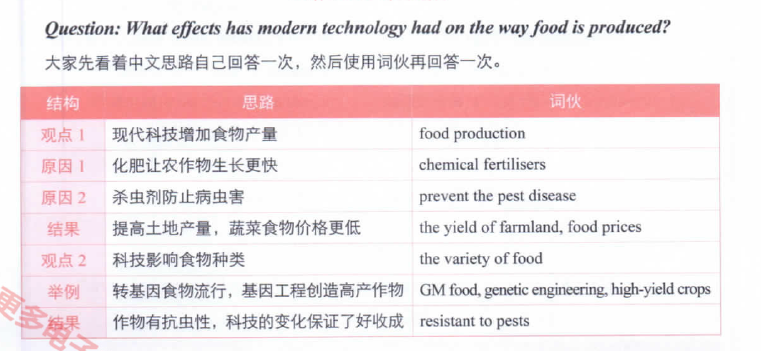 Question: What effects has modern technology had on the way food is produced?
大家先看着中文思路自己回答一次，然后使用词伙再回答一次。
结构 思路 词伙
观点 1 现代科技增加食物产量 food production
原因 1 化肥让农作物生长更快 chemical fertilisers
原因 2 杀虫剂防止病虫害 prevent the pest disease
结果 提高土地产量，蔬菜食物价格更低 the yield of farmland, food prices
观点 2 科技影响食物种类 the variety of food
举例 转基因食物流行，基因工程创造高产作物 GM food, genetic engineering, high-yield crops
结果 作物有抗虫性，科技的变化保证了好收成 resistant to pests
更多电子